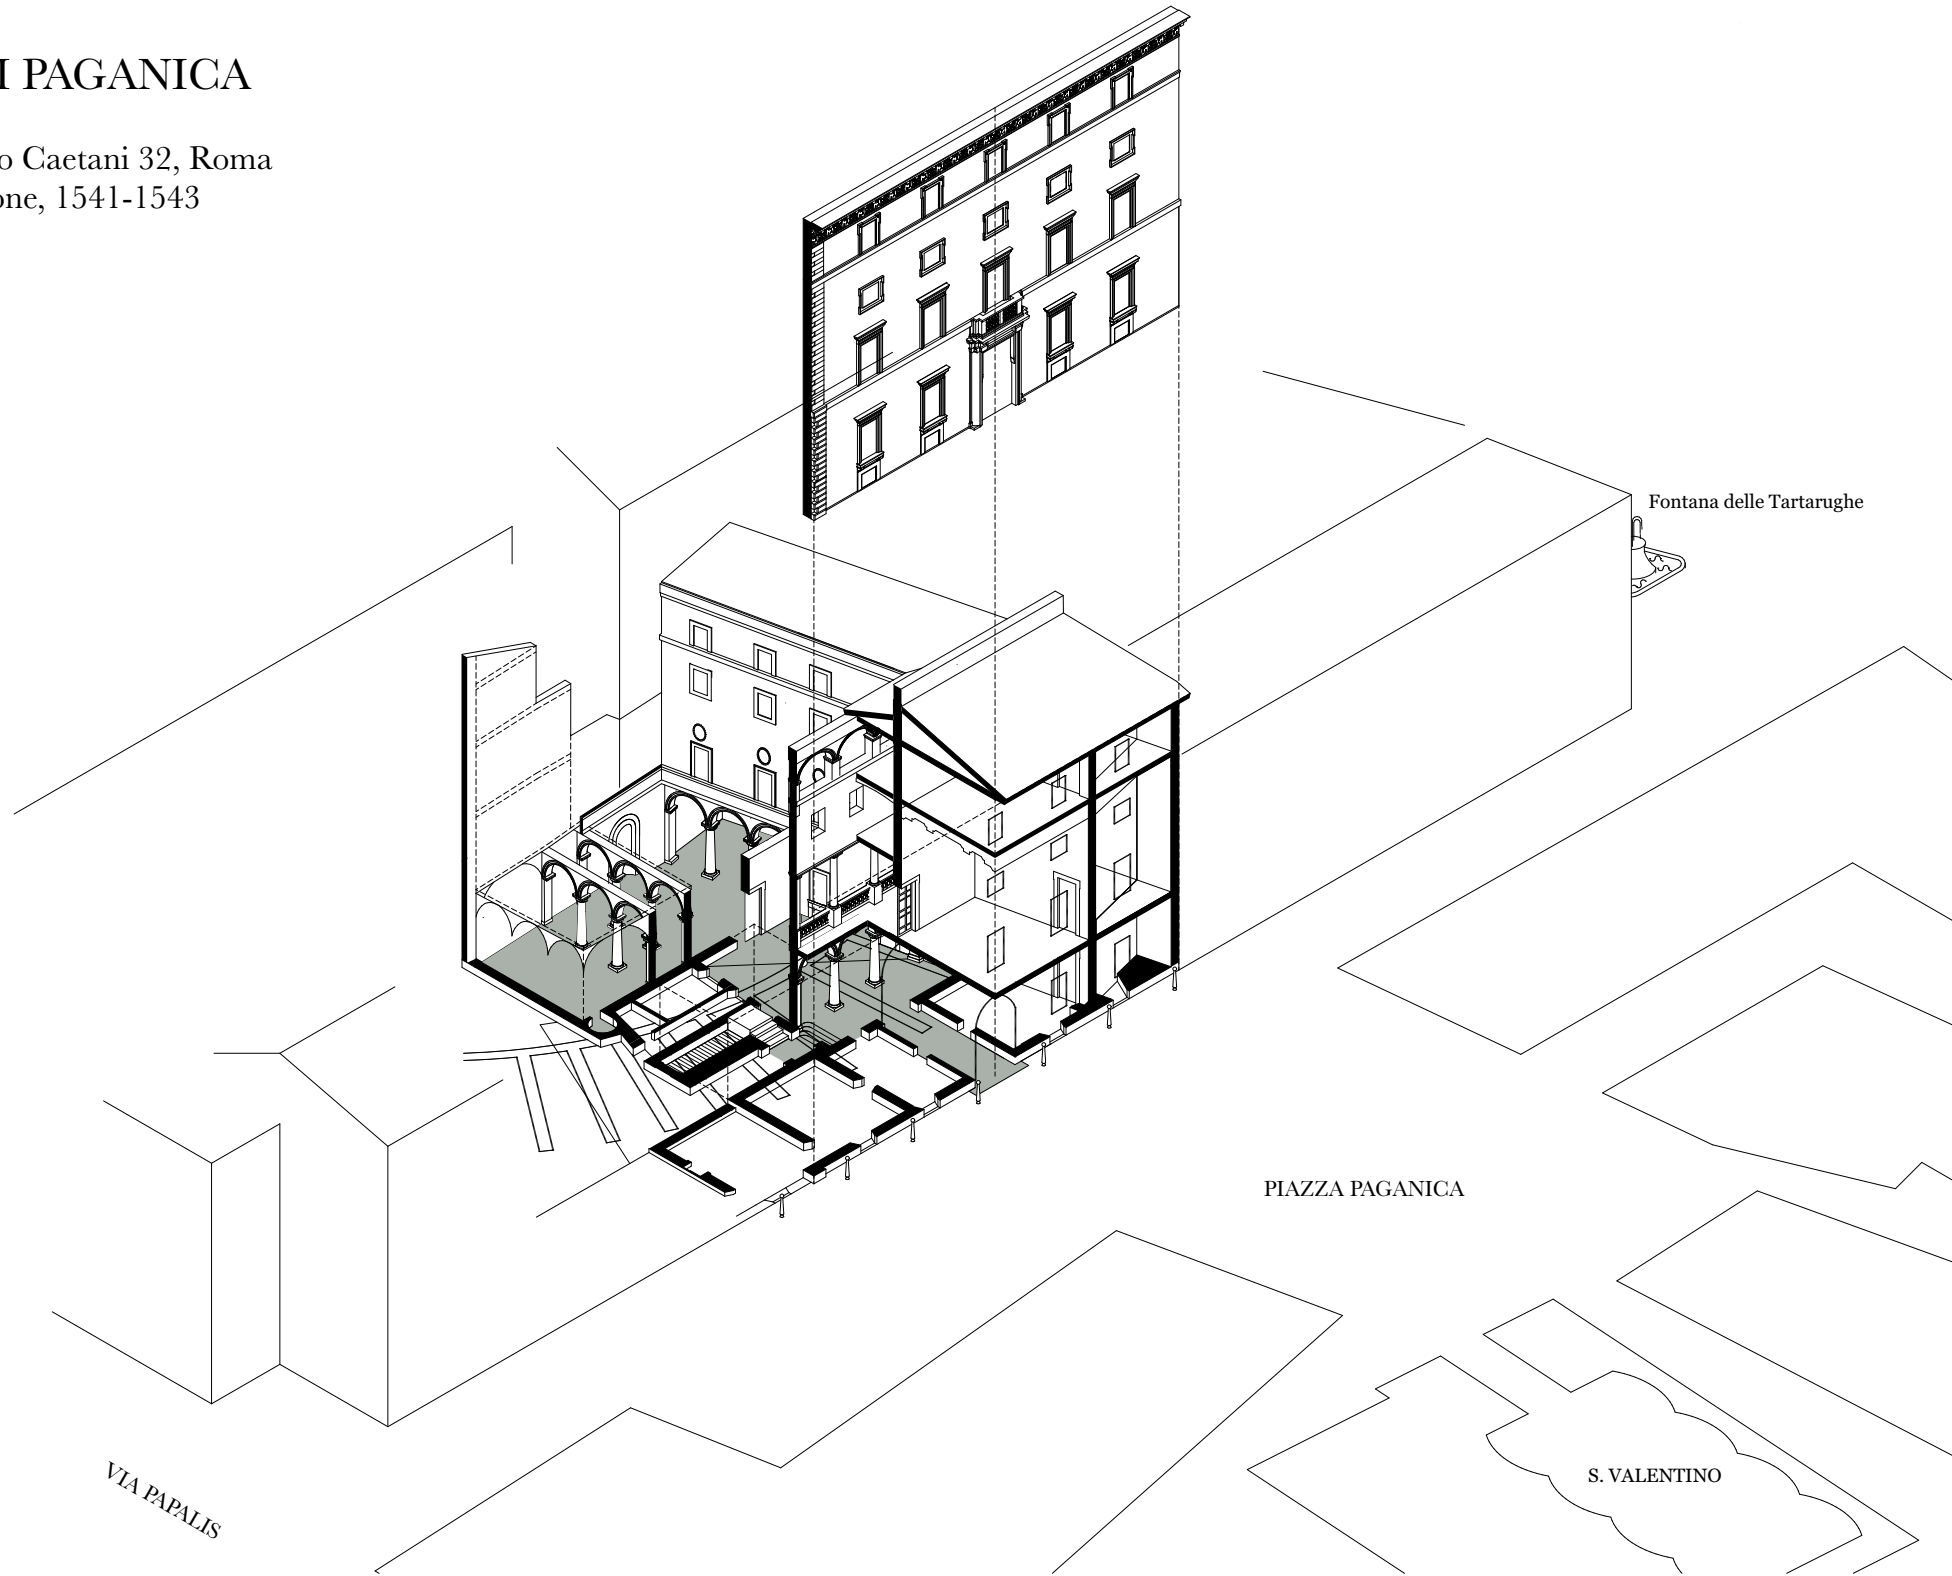 I PAGANICA
o Caetani 32, Roma
one, 1541-1543
Fontana delle Tartarughe
PIAZZA PAGANICA
S. VALENTINO
VIA PAPALIS